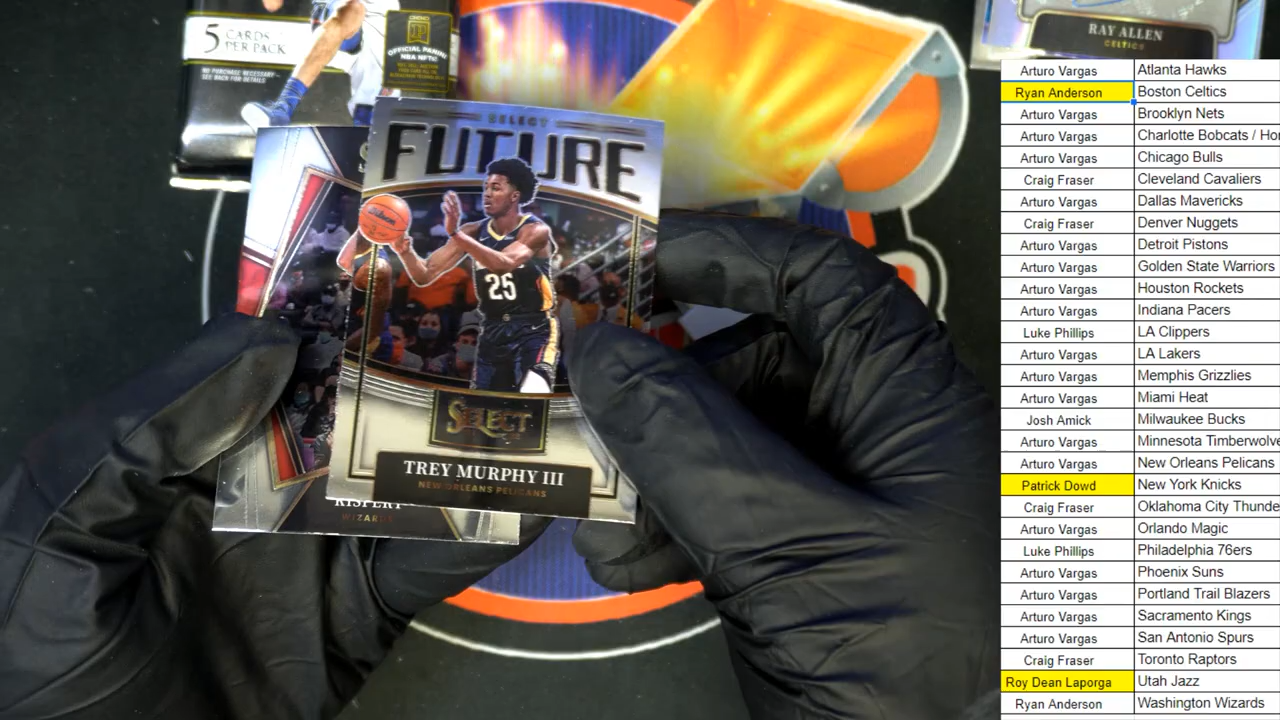 5 CARDS
PER PACK
NO PURCHASE NECESSARY
SEE BACK FOR DETAILS
OFFICIAL PANINI
NBA NFT!
SELECT
FUTURE
25
SELECT
TREY MURPHY III
NEW ORLEANS PELICANS
KISPERT
WIZARDS
RAY ALLEN
CELTICS
Arturo Vargas Atlanta Hawks
Ryan Anderson Boston Celtics
Arturo Vargas Brooklyn Nets
Arturo Vargas Charlotte Bobcats / Ho
Arturo Vargas Chicago Bulls
Craig Fraser Cleveland Cavaliers
Arturo Vargas Dallas Mavericks
Craig Fraser Denver Nuggets
Arturo Vargas Detroit Pistons
Arturo Vargas Golden State Warriors
Arturo Vargas Houston Rockets
Arturo Vargas Indiana Pacers
Luke Phillips LA Clippers
Arturo Vargas LA Lakers
Arturo Vargas Memphis Grizzlies
Arturo Vargas Miami Heat
Josh Amick Milwaukee Bucks
Arturo Vargas Minnesota Timberwolve
Arturo Vargas New Orleans Pelicans
Patrick Dowd New York Knicks
Craig Fraser Oklahoma City Thunde
Arturo Vargas Orlando Magic
Luke Phillips Philadelphia 76ers
Arturo Vargas Phoenix Suns
Arturo Vargas Portland Trail Blazers
Arturo Vargas Sacramento Kings
Arturo Vargas San Antonio Spurs
Craig Fraser Toronto Raptors
Roy Dean Laporga Utah Jazz
Ryan Anderson Washington Wizards